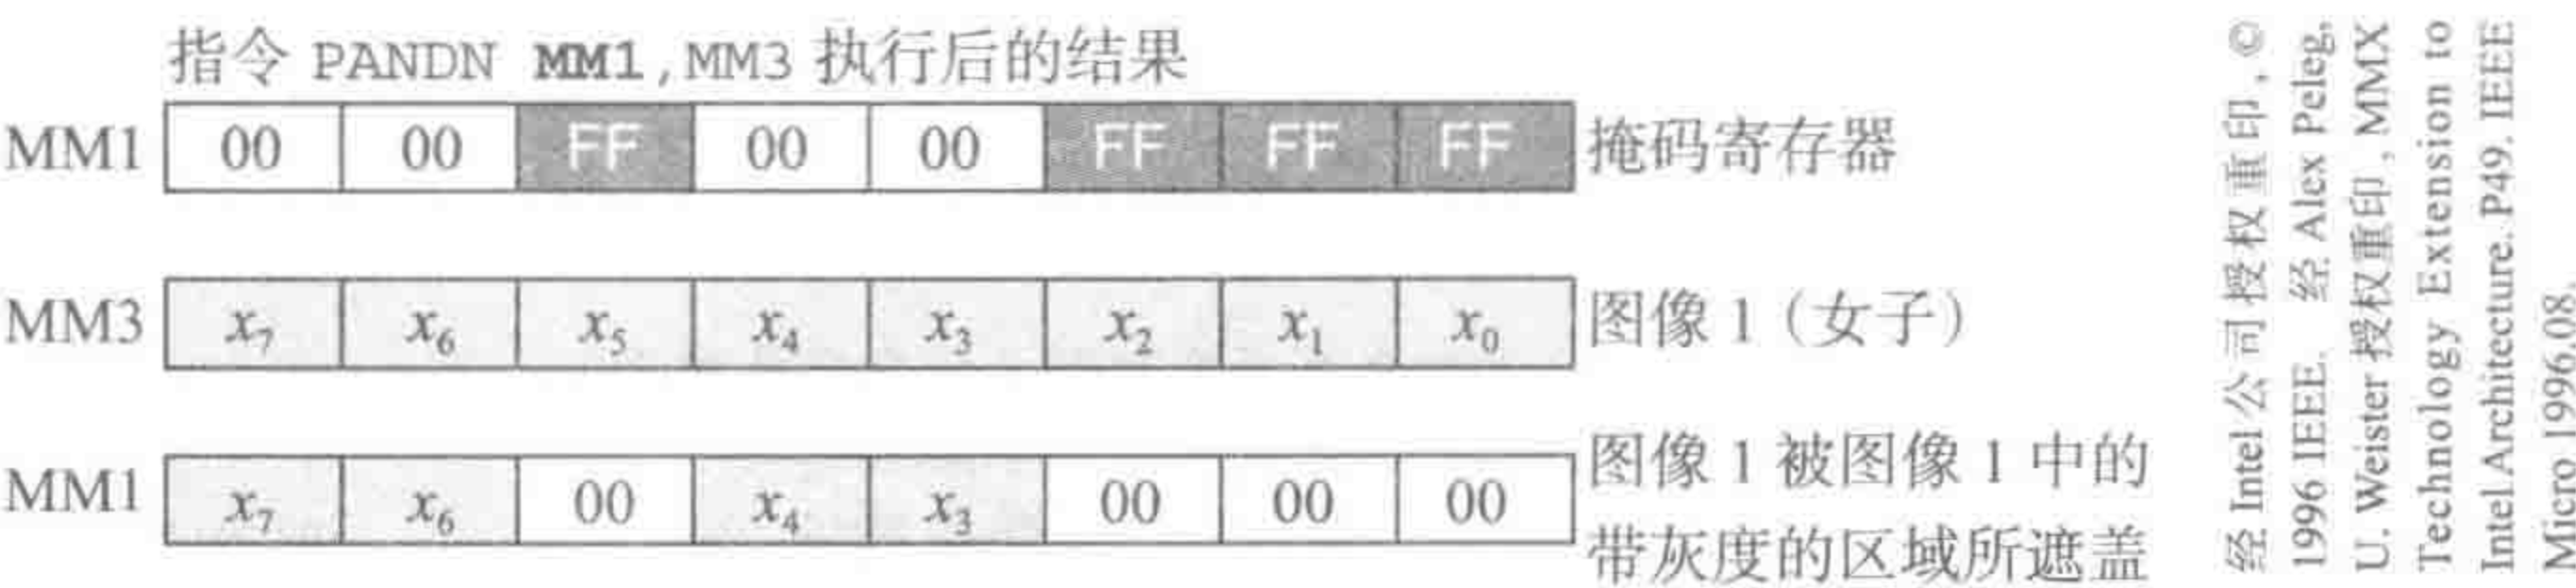 指令 PANDN MM1,MM3 执行后的结果
MM1 00 00 FF 00 00 FF FF FF 掩码寄存器
MM3 x₇ x₆ x₅ x₄ x₃ x₂ x₁ x₀ 图像 1（女子）
MM1 x₇ x₆ 00 x₄ x₃ 00 00 00 图像 1 被图像 1 中的
带灰度的区域所遮盖
经 Intel 公司授权重印, ©
1996 IEEE. 经 Alex Peleg,
U. Weister 授权重印, MMX
Technology Extension to
Intel Architecture. P49. IEEE
Micro 1996,08.